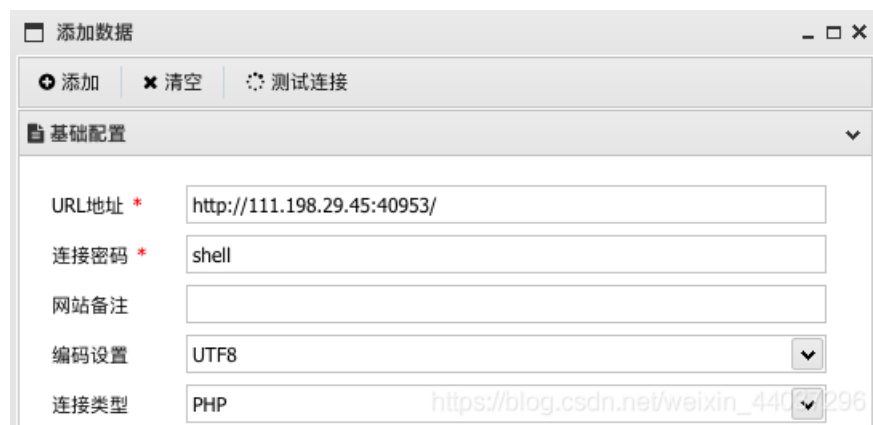 添加数据
添加 清空 测试连接
基础配置
URL地址 * http://111.198.29.45:40953/
连接密码 * shell
网站备注
编码设置 UTF8
连接类型 PHP
https://blog.csdn.net/weixin_44037296